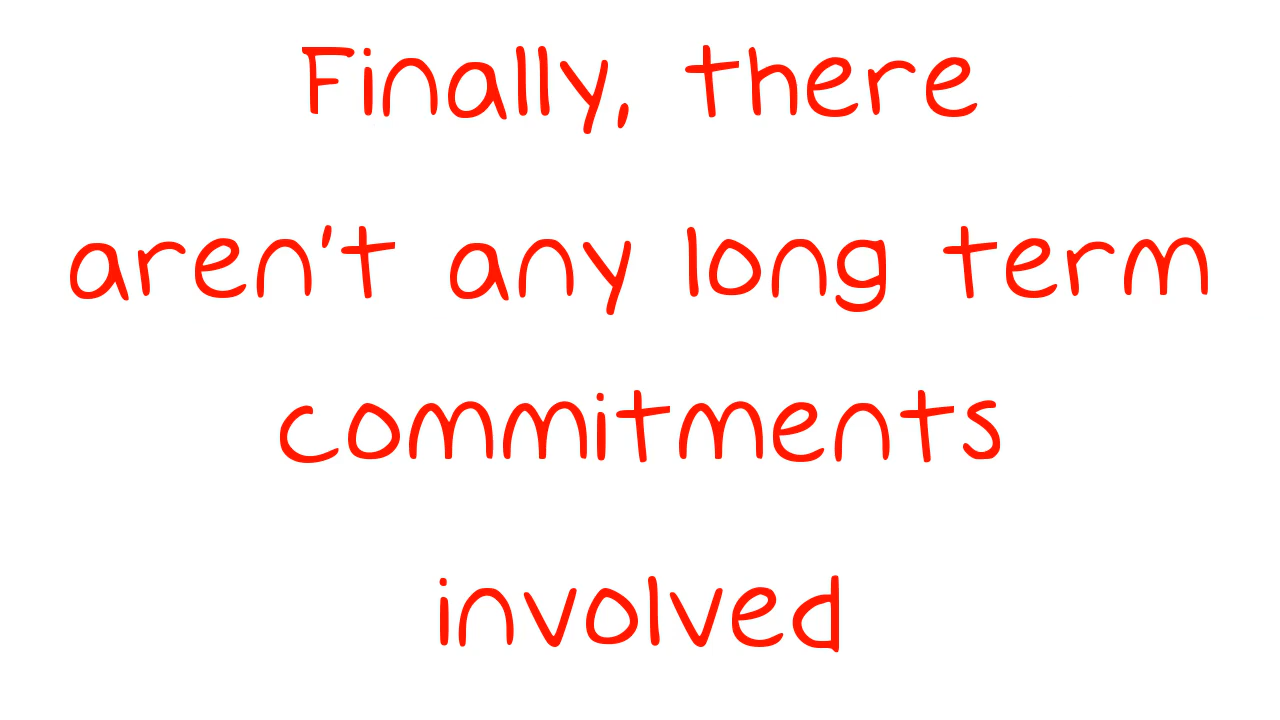 Finally, there
aren't any long term
commitments
involved